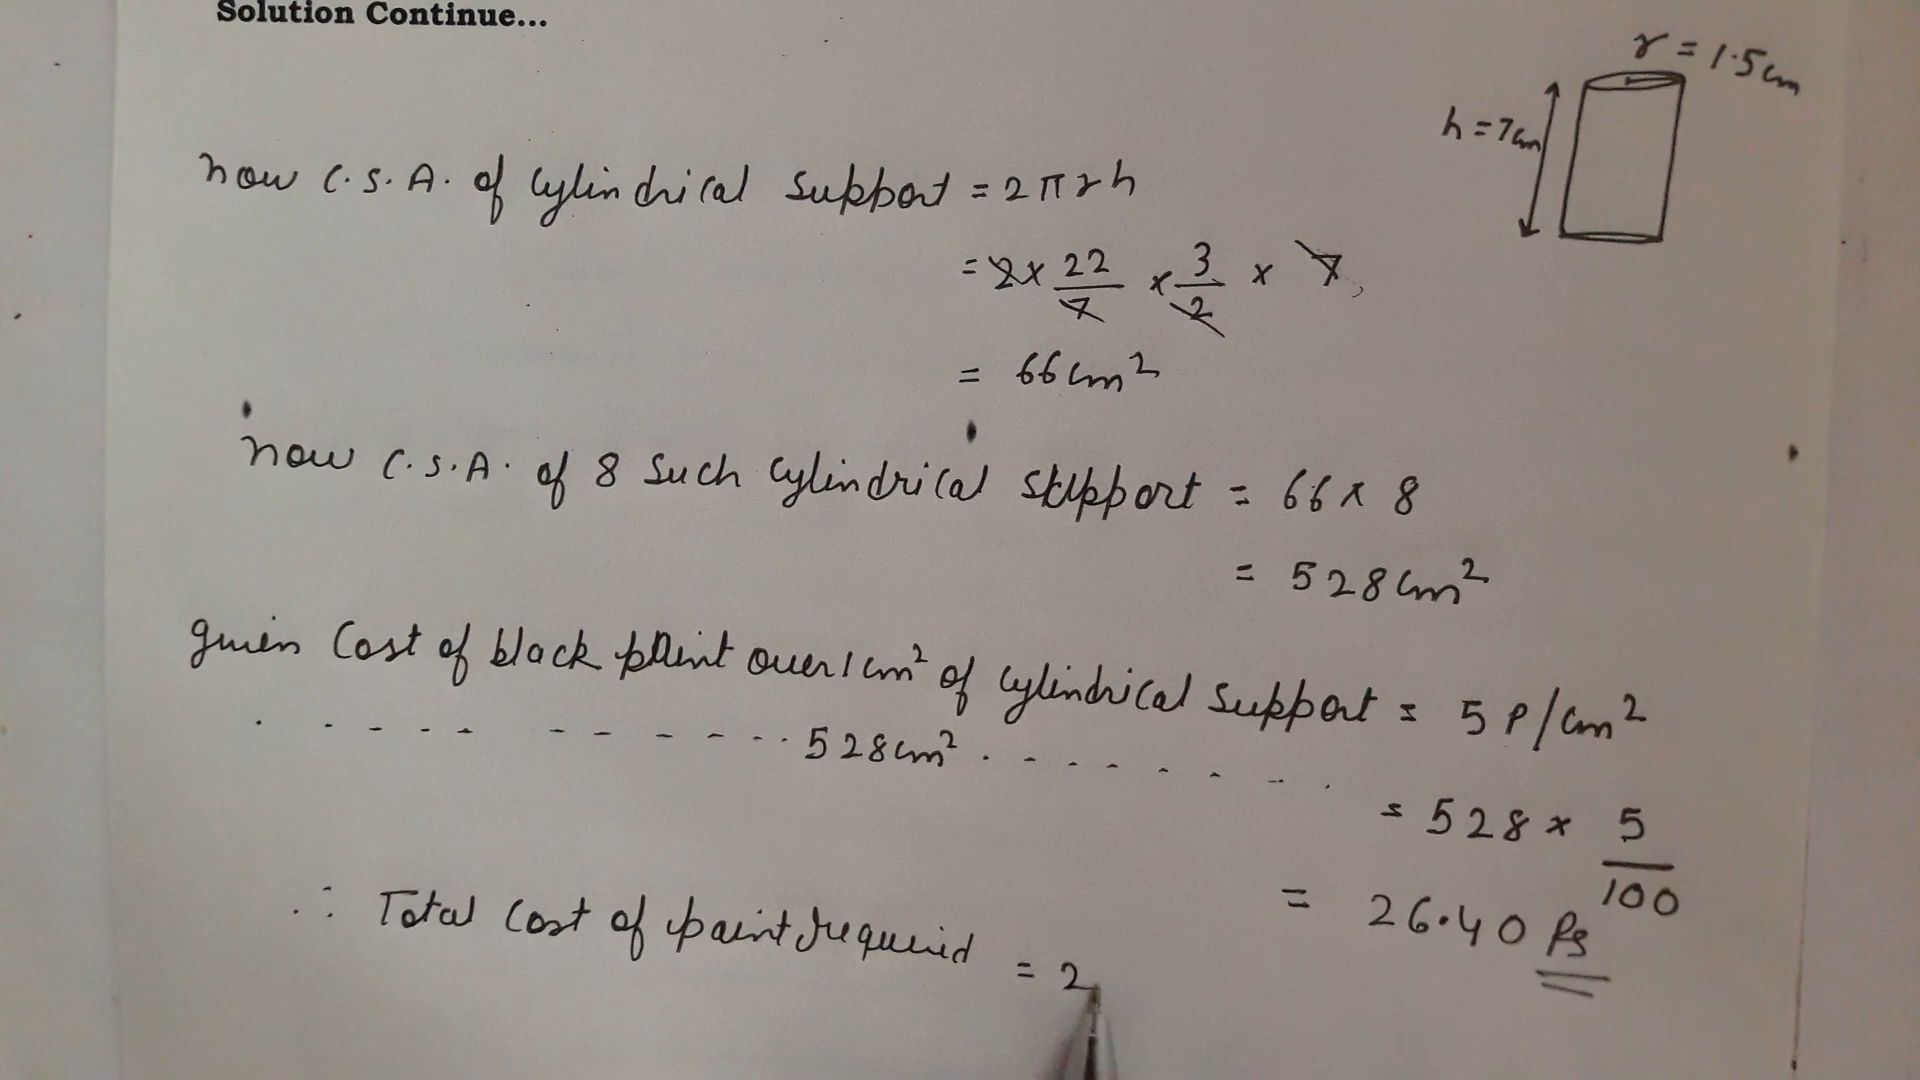 Solution Continue...
r = 1.5cm
h = 7cm
now C.S.A. of cylindrical support = 2πrh
= 2 × 22/7 × 3/2 × 7
= 66 cm²
now C.S.A. of 8 such cylindrical support = 66 × 8
= 528 cm²
given Cost of black paint over 1 cm² of cylindrical support = 5 P/cm²
528 cm²
= 528 × 5/100
= 26.40 Rs
∴ Total cost of paint required = 2